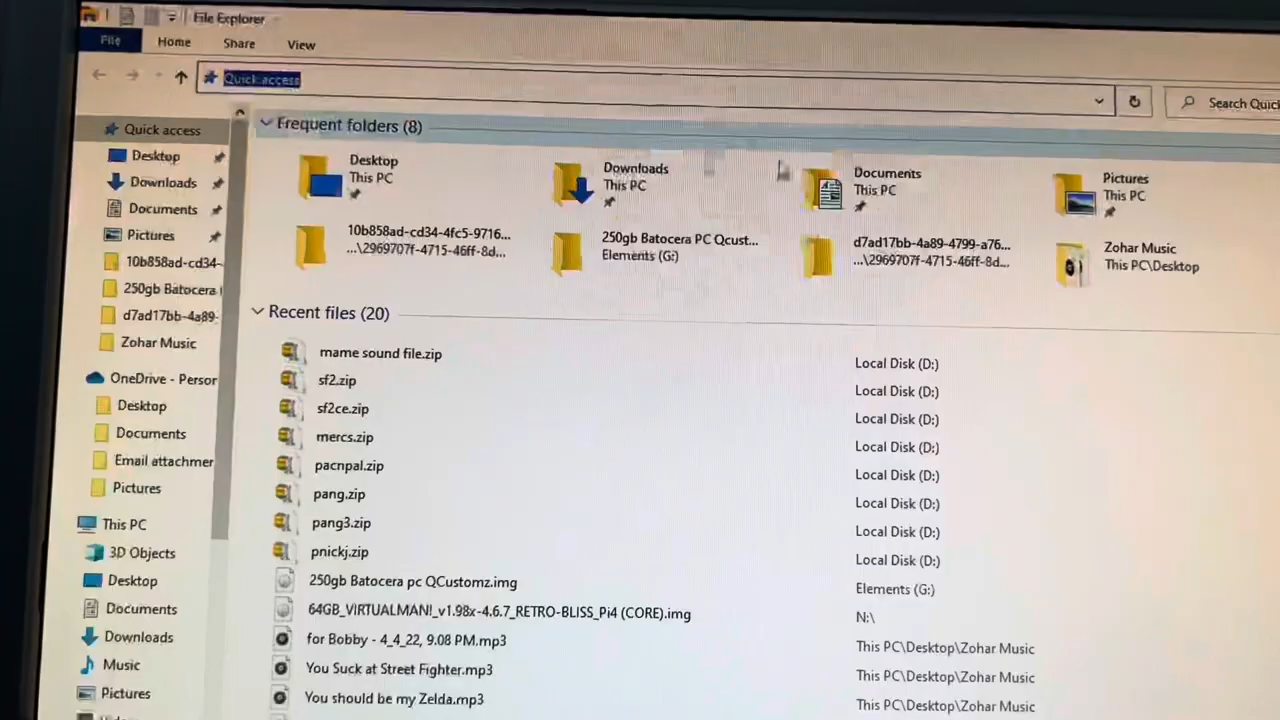 File Explorer
File Home Share View
Quick access
Search Quick
Quick access
Desktop
Downloads
Documents
Pictures
10b858ad-cd34-
250gb Batocera
d7ad17bb-4a89-
Zohar Music
OneDrive - Person
Desktop
Documents
Email attachmen
Pictures
This PC
3D Objects
Desktop
Documents
Downloads
Music
Pictures
Frequent folders (8)
Desktop
This PC
Downloads
This PC
Documents
This PC
Pictures
This PC
10b858ad-cd34-4fc5-9716...
...\2969707f-4715-46ff-8d...
250gb Batocera PC Qcust...
Elements (G:)
d7ad17bb-4a89-4799-a76...
...\2969707f-4715-46ff-8d...
Zohar Music
This PC\Desktop
Recent files (20)
mame sound file.zip Local Disk (D:)
sf2.zip Local Disk (D:)
sf2ce.zip Local Disk (D:)
mercs.zip Local Disk (D:)
pacnpal.zip Local Disk (D:)
pang.zip Local Disk (D:)
pang3.zip Local Disk (D:)
pnickj.zip Local Disk (D:)
250gb Batocera pc QCustomz.img Elements (G:)
64GB_VIRTUALMAN!_v1.98x-4.6.7_RETRO-BLISS_Pi4 (CORE).img N:\
for Bobby - 4_4_22, 9.08 PM.mp3 This PC\Desktop\Zohar Music
You Suck at Street Fighter.mp3 This PC\Desktop\Zohar Music
You should be my Zelda.mp3 This PC\Desktop\Zohar Music